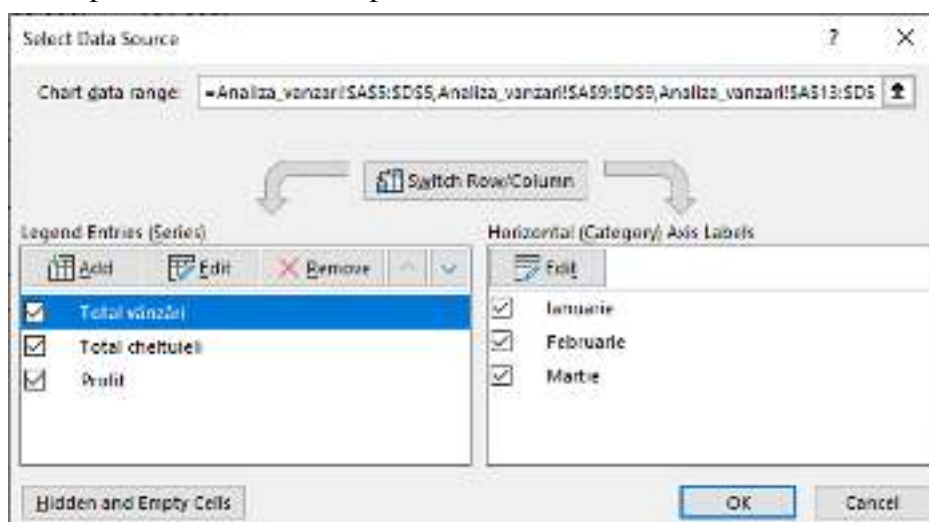 Select Data Source ?
Chart data range: =Analiza_vanzari!$A$5:$D$5,Analiza_vanzari!$A$9:$D$9,Analiza_vanzari!$A$13:$D$
Switch Row/Column
Legend Entries (Series)
Add Edit Remove
Total vânzări
Total cheltuieli
Profit
Horizontal (Category) Axis Labels
Edit
Ianuarie
Februarie
Martie
Hidden and Empty Cells
OK Cancel